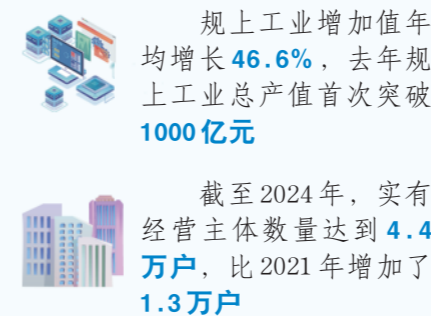 规上工业增加值年
均增长46.6%，去年规
上工业总产值首次突破
1000亿元
截至2024年，实有
经营主体数量达到4.4
万户，比2021年增加了
1.3万户